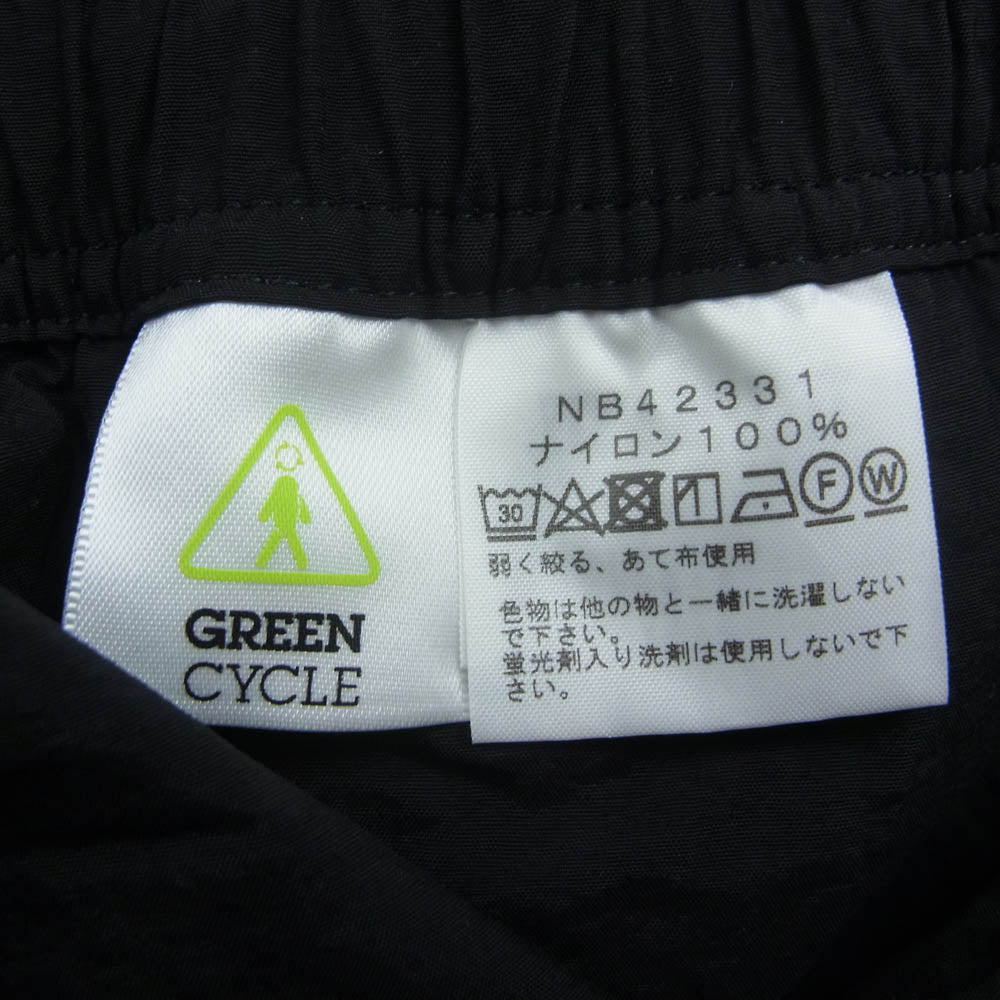 GREEN
CYCLE
NB42331
ナイロン100%
30 F W
弱く絞る、あて布使用
色物は他の物と一緒に洗濯しない
で下さい。
蛍光剤入り洗剤は使用しないで下
さい。